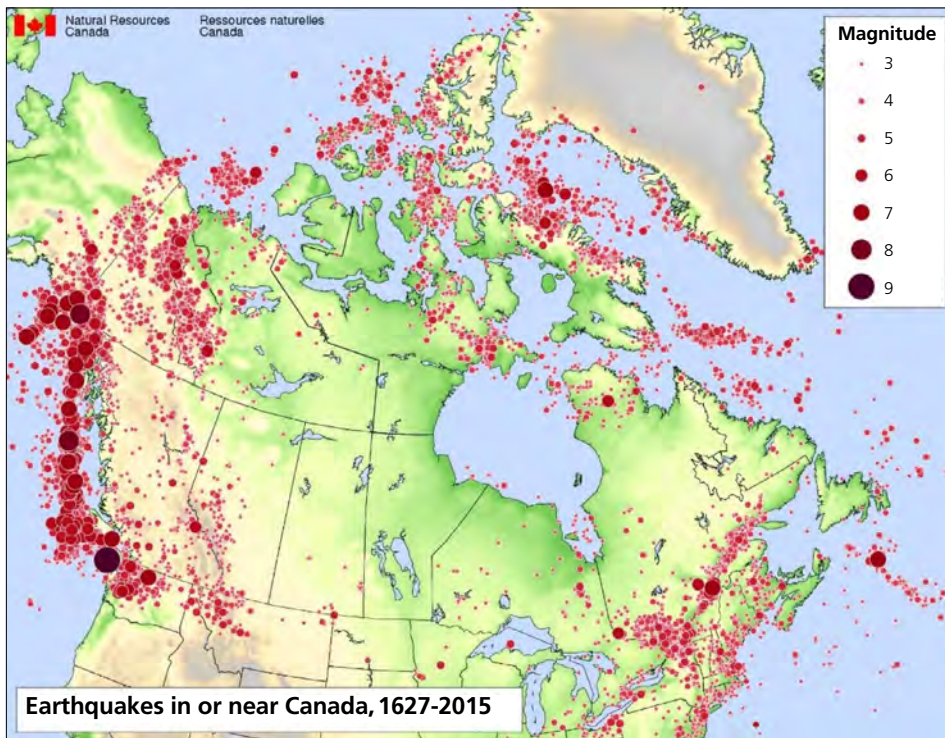 Natural Resources Ressources naturelles
Canada Canada
Magnitude
3
4
5
6
7
8
9
Earthquakes in or near Canada, 1627-2015